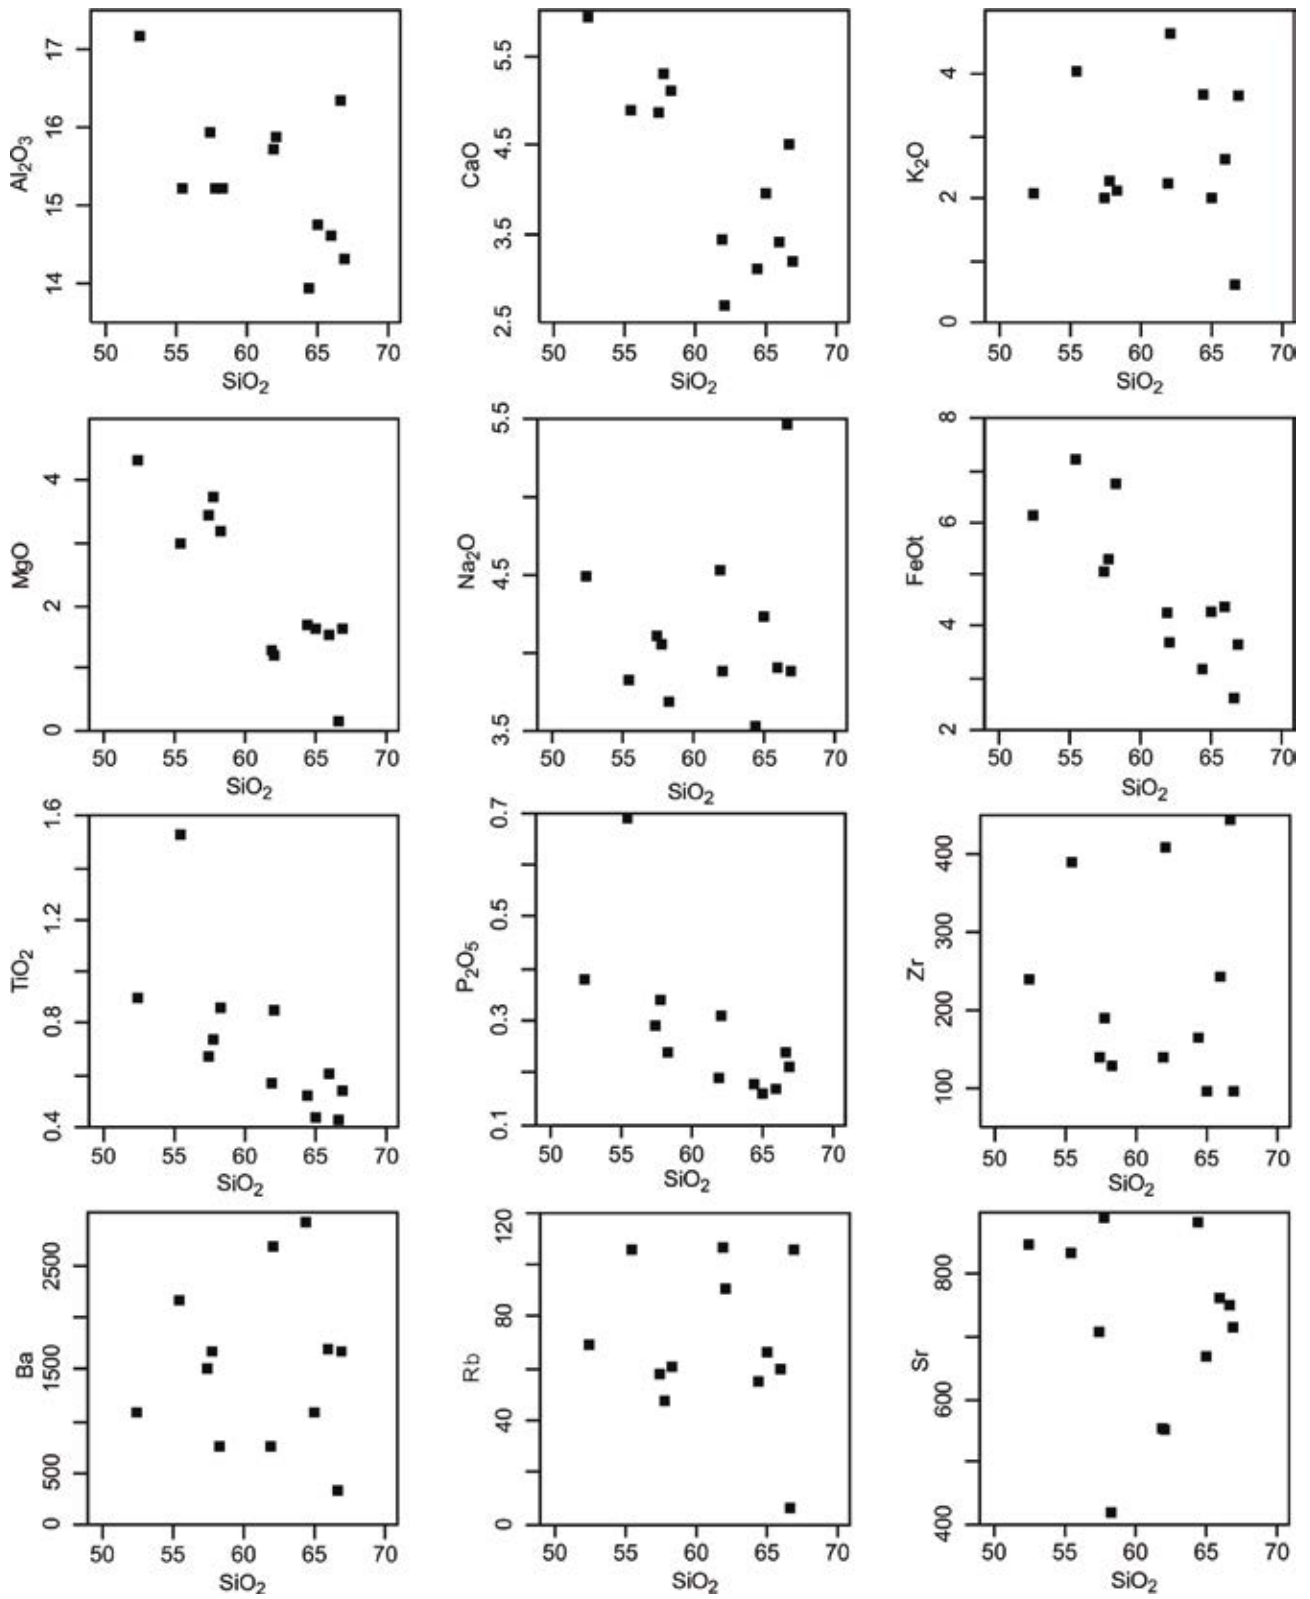 17
16
15
14
Al₂O₃
50 55 60 65 70
SiO₂
5.5
4.5
3.5
2.5
CaO
50 55 60 65 70
SiO₂
4
2
0
K₂O
50 55 60 65 70
SiO₂
4
2
0
MgO
50 55 60 65 70
SiO₂
5.5
4.5
3.5
Na₂O
50 55 60 65 70
SiO₂
8
6
4
2
FeOt
50 55 60 65 70
SiO₂
1.6
1.2
0.8
0.4
TiO₂
50 55 60 65 70
SiO₂
0.7
0.5
0.3
0.1
P₂O₅
50 55 60 65 70
SiO₂
400
300
200
100
Zr
50 55 60 65 70
SiO₂
2500
1500
500
0
Ba
50 55 60 65 70
SiO₂
120
80
40
0
Rb
50 55 60 65 70
SiO₂
800
600
400
Sr
50 55 60 65 70
SiO₂